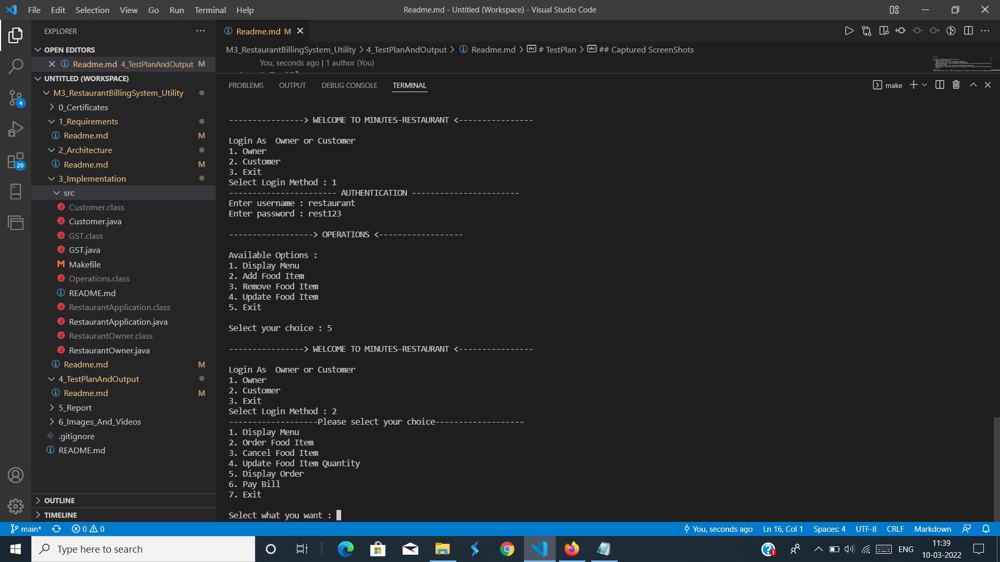 File Edit Selection View Go Run Terminal Help
Readme.md - Untitled (Workspace) - Visual Studio Code
EXPLORER
OPEN EDITORS
Readme.md 4_TestPlanAndOutput M
UNTITLED (WORKSPACE)
M3_RestaurantBillingSystem_Utility
0_Certificates
1_Requirements
Readme.md M
2_Architecture
Readme.md M
3_Implementation
src
Customer.class
Customer.java
GST.class
GST.java
Makefile
Operations.class
README.md
RestaurantApplication.class
RestaurantApplication.java
RestaurantOwner.class
RestaurantOwner.java
Readme.md M
4_TestPlanAndOutput
Readme.md M
5_Report
6_Images_And_Videos
.gitignore
README.md
OUTLINE
TIMELINE
4
20
Readme.md M
M3_RestaurantBillingSystem_Utility > 4_TestPlanAndOutput > Readme.md > # TestPlan > ## Captured ScreenShots
You, seconds ago | 1 author (You)
PROBLEMS OUTPUT DEBUG CONSOLE TERMINAL
make
----------------> WELCOME TO MINUTES-RESTAURANT <----------------
Login As  Owner or Customer
1. Owner
2. Customer
3. Exit
Select Login Method : 1
----------------------- AUTHENTICATION -----------------------
Enter username : restaurant
Enter password : rest123
------------------> OPERATIONS <------------------
Available Options :
1. Display Menu
2. Add Food Item
3. Remove Food Item
4. Update Food Item
5. Exit
Select your choice : 5
----------------> WELCOME TO MINUTES-RESTAURANT <----------------
Login As  Owner or Customer
1. Owner
2. Customer
3. Exit
Select Login Method : 2
-------------------Please select your choice-------------------
1. Display Menu
2. Order Food Item
3. Cancel Food Item
4. Update Food Item Quantity
5. Display Order
6. Pay Bill
7. Exit
Select what you want :
main* 0 0
You, seconds ago Ln 16, Col 1 Spaces: 4 UTF-8 CRLF Markdown
Type here to search
ENG
11:39
10-03-2022